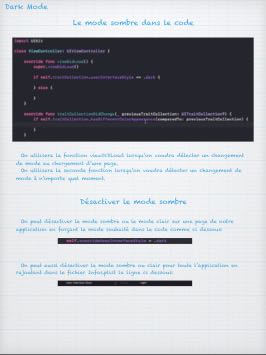 Dark Mode
Le mode sombre dans le code
import UIKit
class ViewController: UIViewController {
override func viewDidLoad() {
super.viewDidLoad()
if self.traitCollection.userInterfaceStyle == .dark {
} else {
}
}
override func traitCollectionDidChange(_ previousTraitCollection: UITraitCollection?) {
if self.traitCollection.hasDifferentColorAppearance(comparedTo: previousTraitCollection) {
}
}
On utilisera la fonction viewDidLoad lorsqu'on voudra détecter un changement
de mode au chargement d'une page.
On utilisera la seconde fonction lorsqu'on voudra détecter un changement de
mode à n'importe quel moment.
Désactiver le mode sombre
On peut désactiver le mode sombre ou le mode clair sur une page de notre
application en forçant le mode souhaité dans le code comme ci dessous:
self.overrideUserInterfaceStyle = .dark
On peut aussi désactiver le mode sombre ou clair pour toute l'application en
rajoutant dans le fichier Info.plist la ligne ci dessous: